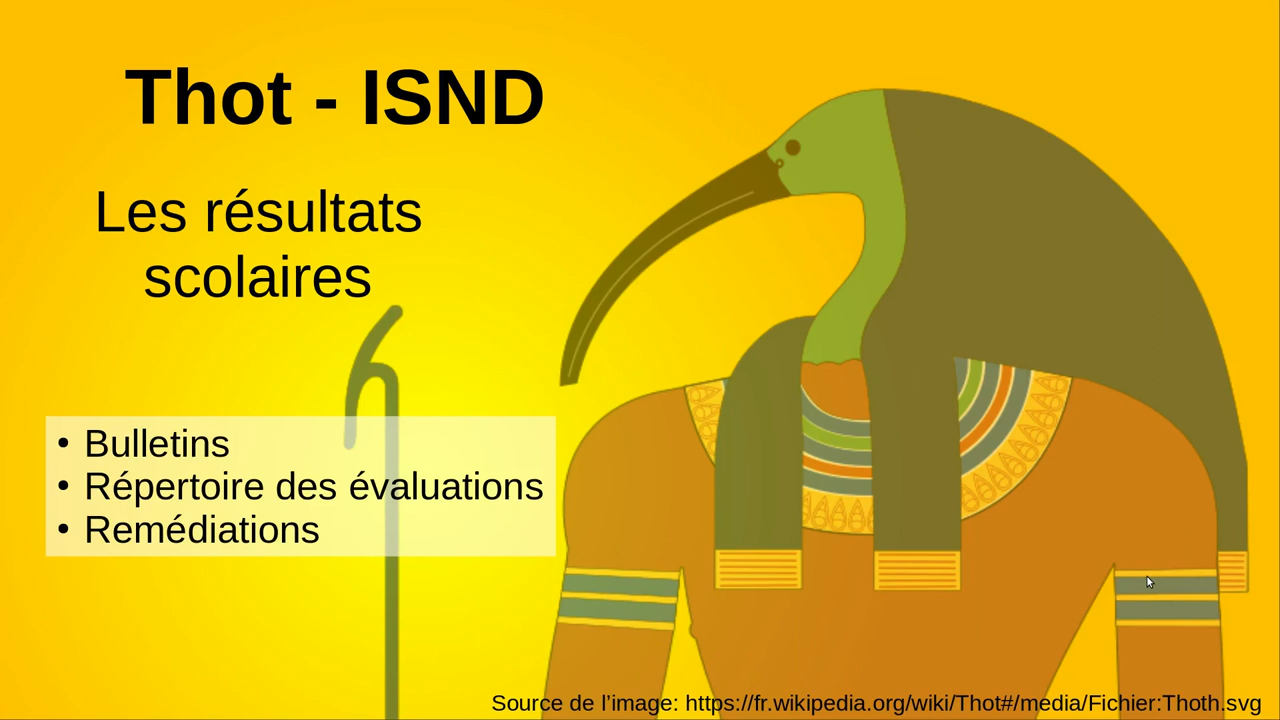 Thot - ISND
Les résultats
scolaires
• Bulletins
• Répertoire des évaluations
• Remédiations
Source de l'image: https://fr.wikipedia.org/wiki/Thot#/media/Fichier:Thoth.svg